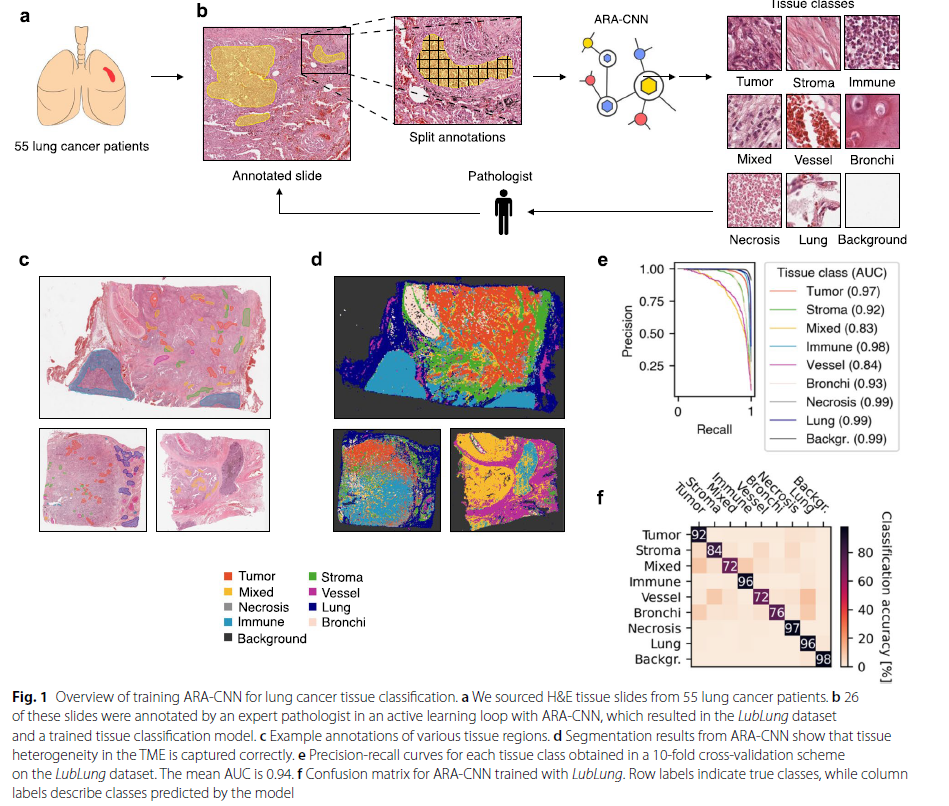 a
b
Tissue classes
ARA-CNN
55 lung cancer patients
Split annotations
Annotated slide
Pathologist
Tumor Stroma Immune
Mixed Vessel Bronchi
Necrosis Lung Background
c
d
e
1.00
0.75
0.50
0.25
Precision
0 1
Recall
Tissue class (AUC)
Tumor (0.97)
Stroma (0.92)
Mixed (0.83)
Immune (0.98)
Vessel (0.84)
Bronchi (0.93)
Necrosis (0.99)
Lung (0.99)
Backgr. (0.99)
f
Tumor
Stroma
Mixed
Immune
Vessel
Bronchi
Necrosis
Lung
Backgr.
Tumor 92
Stroma 84
Mixed 72
Immune 96
Vessel 72
Bronchi 76
Necrosis 97
Lung 96
Backgr. 98
80
60
40
20
0
Classification accuracy [%]
Tumor Stroma
Mixed Vessel
Necrosis Lung
Immune Bronchi
Background
Fig. 1 Overview of training ARA-CNN for lung cancer tissue classification. a We sourced H&E tissue slides from 55 lung cancer patients. b 26
of these slides were annotated by an expert pathologist in an active learning loop with ARA-CNN, which resulted in the LubLung dataset
and a trained tissue classification model. c Example annotations of various tissue regions. d Segmentation results from ARA-CNN show that tissue
heterogeneity in the TME is captured correctly. e Precision-recall curves for each tissue class obtained in a 10-fold cross-validation scheme
on the LubLung dataset. The mean AUC is 0.94. f Confusion matrix for ARA-CNN trained with LubLung. Row labels indicate true classes, while column
labels describe classes predicted by the model